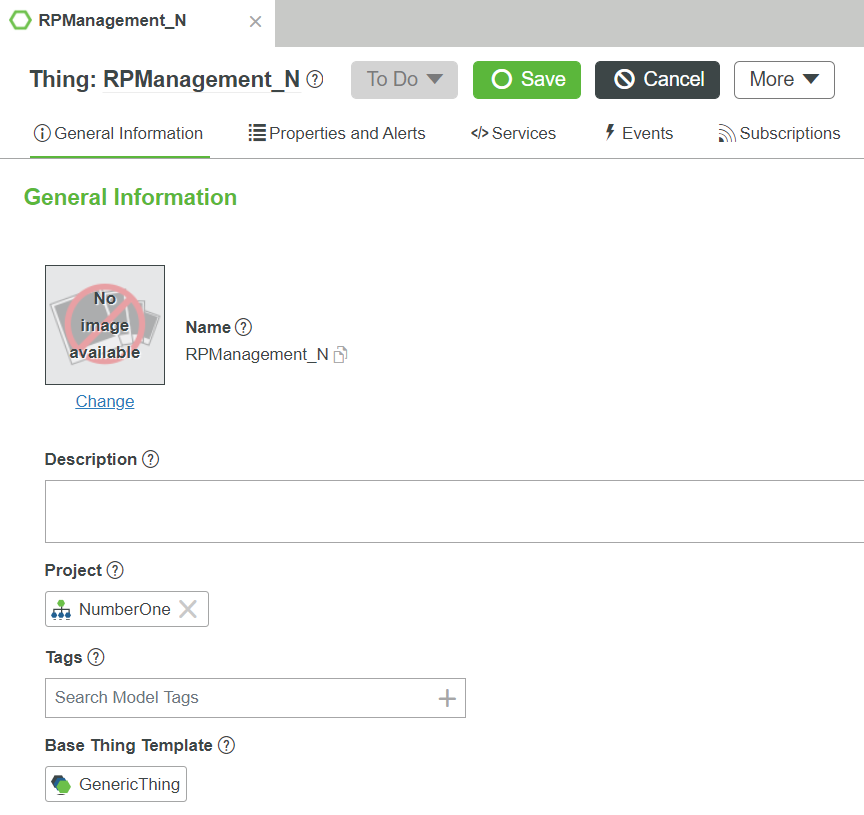 RPManagement_N
Thing: RPManagement_N
To Do
Save
Cancel
More
General Information
Properties and Alerts
Services
Events
Subscriptions
General Information
No
image
available
Change
Name
RPManagement_N
Description
Project
NumberOne
Tags
Search Model Tags
Base Thing Template
GenericThing